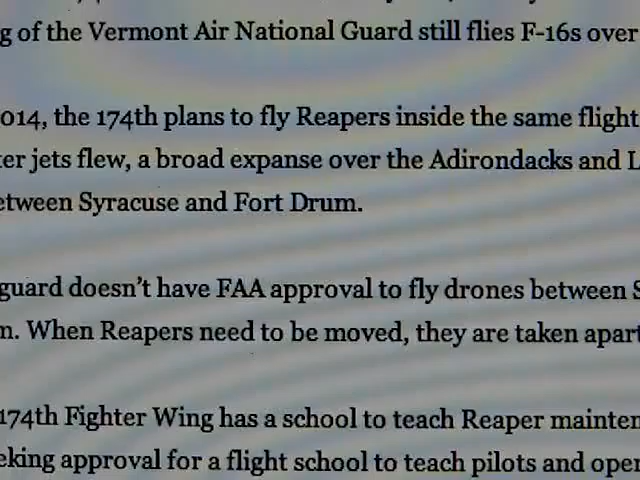 g of the Vermont Air National Guard still flies F-16s over
014, the 174th plans to fly Reapers inside the same flight
ter jets flew, a broad expanse over the Adirondacks and L
etween Syracuse and Fort Drum.
guard doesn't have FAA approval to fly drones between S
m. When Reapers need to be moved, they are taken apart
174th Fighter Wing has a school to teach Reaper mainten
eking approval for a flight school to teach pilots and oper